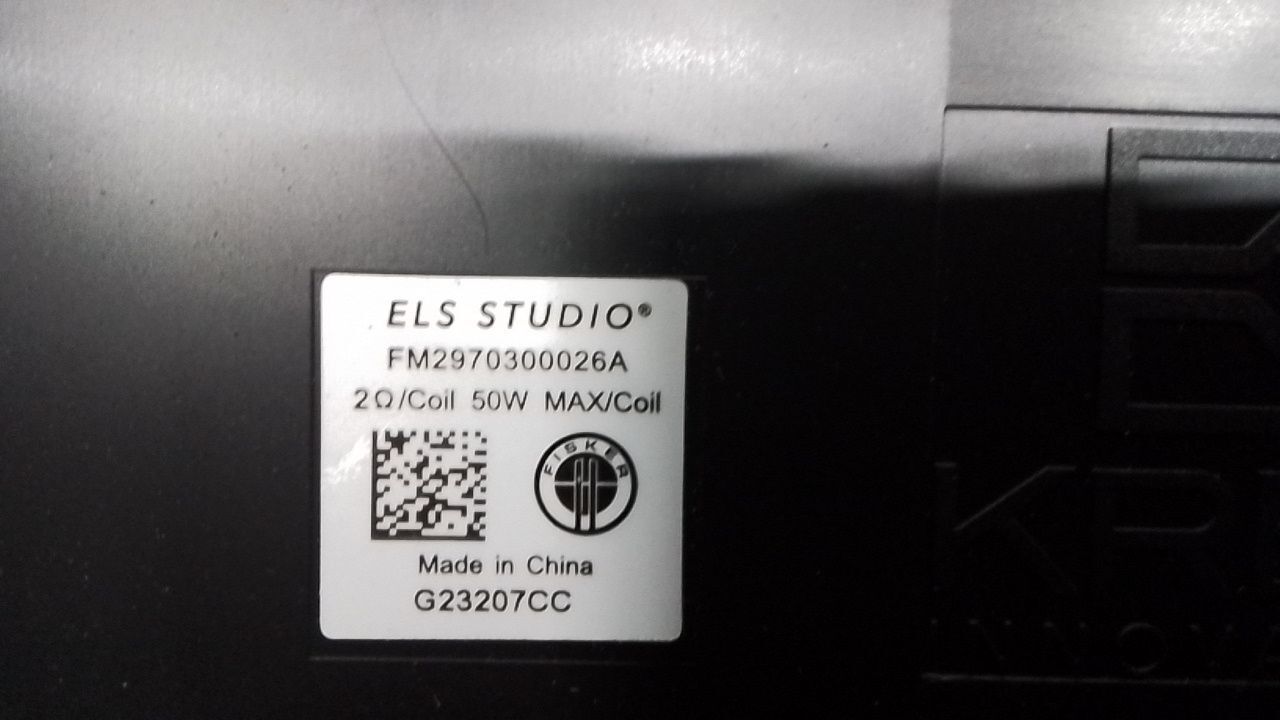 ELS STUDIO®
FM2970300026A
2Ω/Coil 50W MAX/Coil
FISKER
Made in China
G23207CC